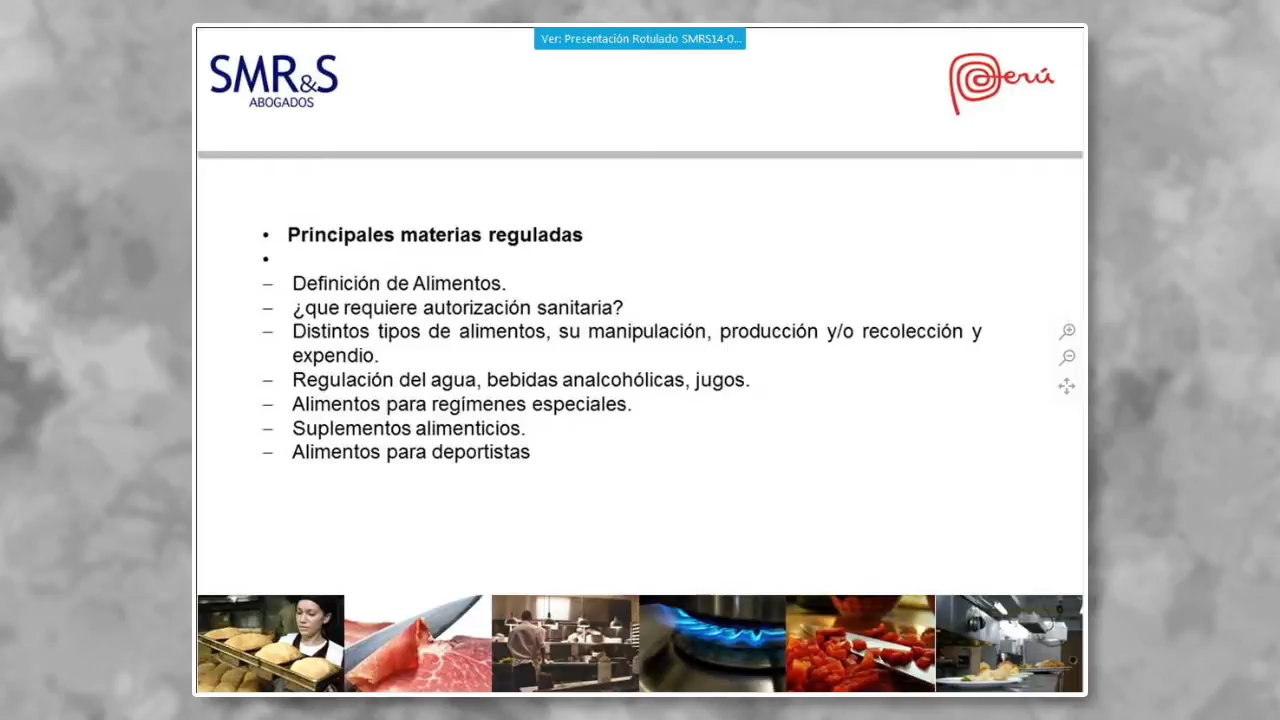 Ver: Presentación Rotulado SMRS14-0...
SMR&S
ABOGADOS
Perú
• Principales materias reguladas
•
– Definición de Alimentos.
– ¿que requiere autorización sanitaria?
– Distintos tipos de alimentos, su manipulación, producción y/o recolección y
expendio.
– Regulación del agua, bebidas analcohólicas, jugos.
– Alimentos para regímenes especiales.
– Suplementos alimenticios.
– Alimentos para deportistas